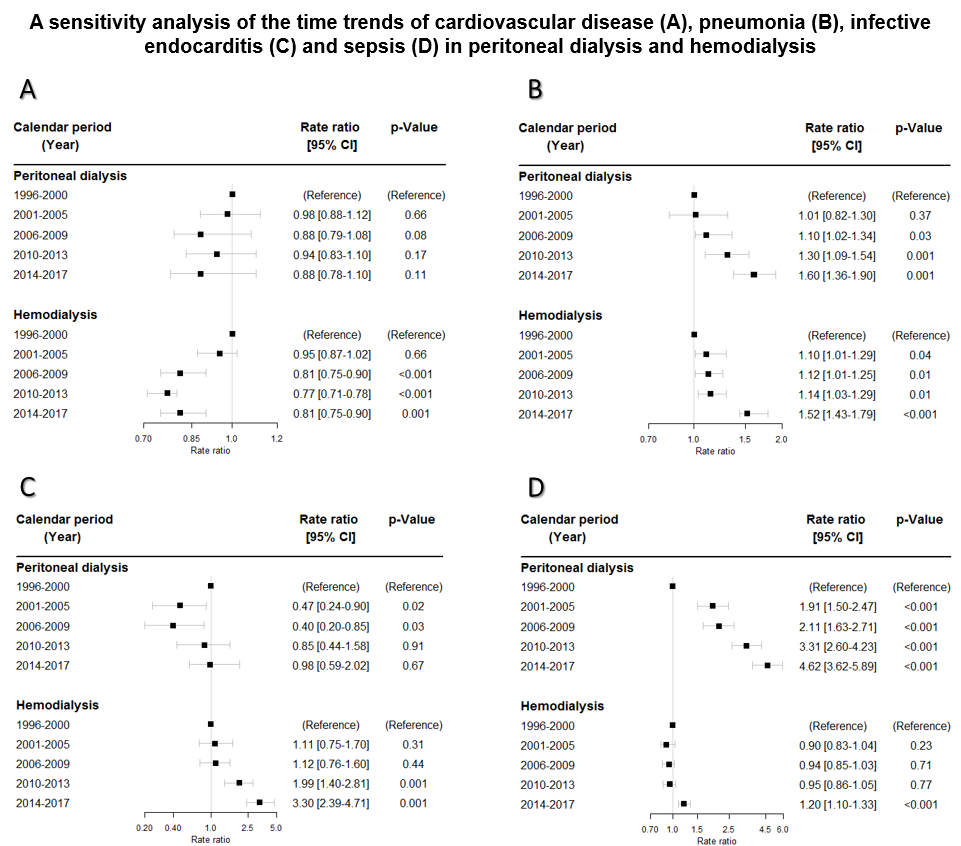 A sensitivity analysis of the time trends of cardiovascular disease (A), pneumonia (B), infective
endocarditis (C) and sepsis (D) in peritoneal dialysis and hemodialysis
A
Calendar period Rate ratio p-Value
(Year) [95% CI]
Peritoneal dialysis
1996-2000 (Reference) (Reference)
2001-2005 0.98 [0.88-1.12] 0.66
2006-2009 0.88 [0.79-1.08] 0.08
2010-2013 0.94 [0.83-1.10] 0.17
2014-2017 0.88 [0.78-1.10] 0.11
Hemodialysis
1996-2000 (Reference) (Reference)
2001-2005 0.95 [0.87-1.02] 0.66
2006-2009 0.81 [0.75-0.90] <0.001
2010-2013 0.77 [0.71-0.78] <0.001
2014-2017 0.81 [0.75-0.90] 0.001
0.70 0.85 1.0 1.2
Rate ratio
B
Calendar period Rate ratio p-Value
(Year) [95% CI]
Peritoneal dialysis
1996-2000 (Reference) (Reference)
2001-2005 1.01 [0.82-1.30] 0.37
2006-2009 1.10 [1.02-1.34] 0.03
2010-2013 1.30 [1.09-1.54] 0.001
2014-2017 1.60 [1.36-1.90] 0.001
Hemodialysis
1996-2000 (Reference) (Reference)
2001-2005 1.10 [1.01-1.29] 0.04
2006-2009 1.12 [1.01-1.25] 0.01
2010-2013 1.14 [1.03-1.29] 0.01
2014-2017 1.52 [1.43-1.79] <0.001
0.70 1.0 1.5 2.0
Rate ratio
C
Calendar period Rate ratio p-Value
(Year) [95% CI]
Peritoneal dialysis
1996-2000 (Reference) (Reference)
2001-2005 0.47 [0.24-0.90] 0.02
2006-2009 0.40 [0.20-0.85] 0.03
2010-2013 0.85 [0.44-1.58] 0.91
2014-2017 0.98 [0.59-2.02] 0.67
Hemodialysis
1996-2000 (Reference) (Reference)
2001-2005 1.11 [0.75-1.70] 0.31
2006-2009 1.12 [0.76-1.60] 0.44
2010-2013 1.99 [1.40-2.81] 0.001
2014-2017 3.30 [2.39-4.71] 0.001
0.20 0.40 1.0 2.5 5.0
Rate ratio
D
Calendar period Rate ratio p-Value
(Year) [95% CI]
Peritoneal dialysis
1996-2000 (Reference) (Reference)
2001-2005 1.91 [1.50-2.47] <0.001
2006-2009 2.11 [1.63-2.71] <0.001
2010-2013 3.31 [2.60-4.23] <0.001
2014-2017 4.62 [3.62-5.89] <0.001
Hemodialysis
1996-2000 (Reference) (Reference)
2001-2005 0.90 [0.83-1.04] 0.23
2006-2009 0.94 [0.85-1.03] 0.71
2010-2013 0.95 [0.86-1.05] 0.77
2014-2017 1.20 [1.10-1.33] <0.001
0.70 1.0 1.5 2.5 4.5 6.0
Rate ratio